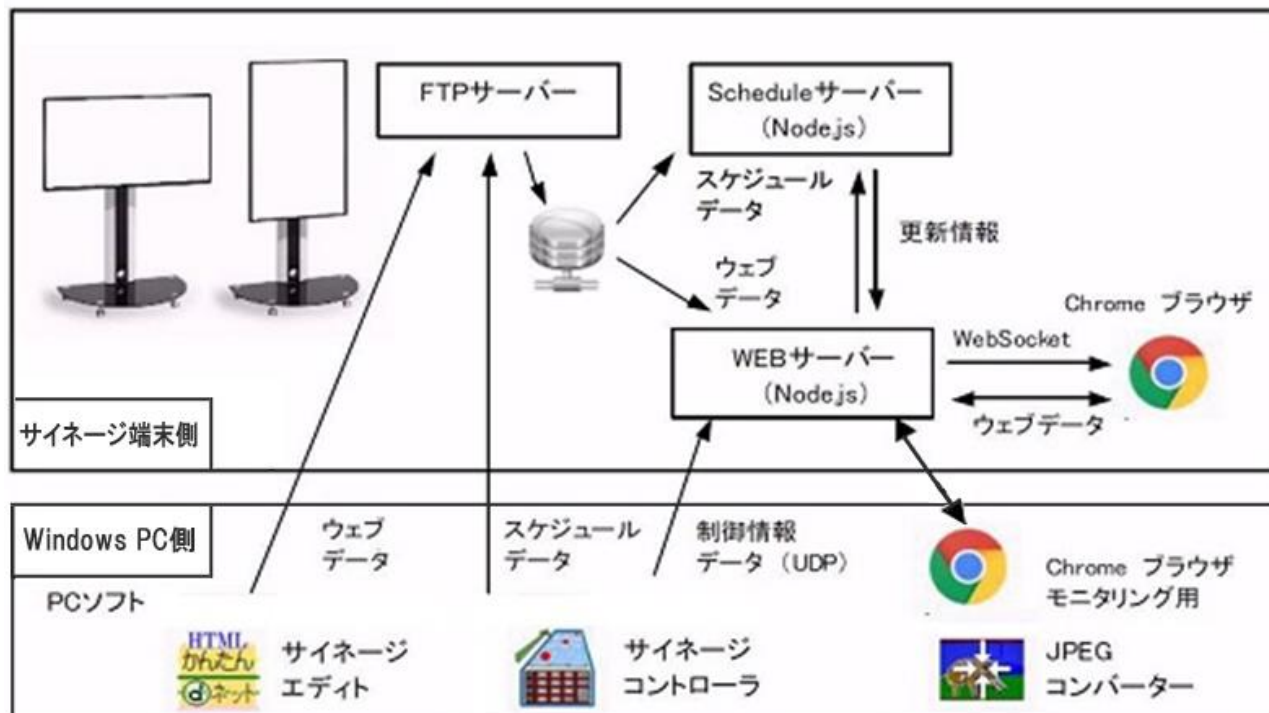 FTPサーバー
Scheduleサーバー
(Node.js)
スケジュール
データ
更新情報
ウェブ
データ
Chrome ブラウザ
WEBサーバー
(Node.js)
WebSocket
ウェブデータ
サイネージ端末側
Windows PC側
ウェブ
データ
スケジュール
データ
制御情報
データ (UDP)
Chrome ブラウザ
モニタリング用
PCソフト
HTML
かんたん
dネット
サイネージ
エディト
サイネージ
コントローラ
JPEG
コンバーター